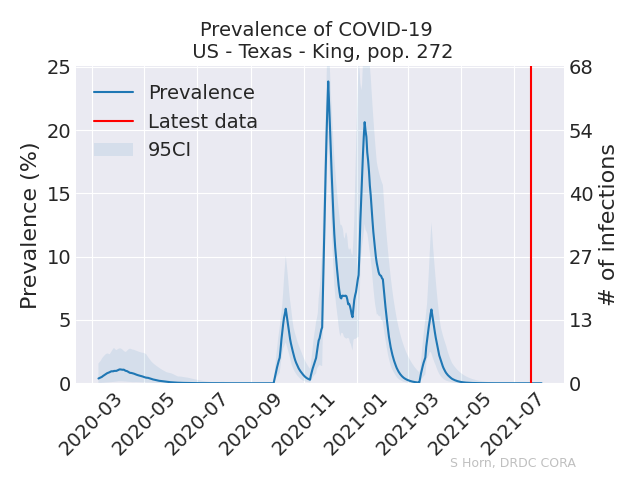 Prevalence of COVID-19
US - Texas - King, pop. 272
Prevalence (%)
25
20
15
10
5
0
Prevalence
Latest data
95CI
68
54
40
27
13
0
# of infections
2020-03
2020-05
2020-07
2020-09
2020-11
2021-01
2021-03
2021-05
2021-07
S Horn, DRDC CORA